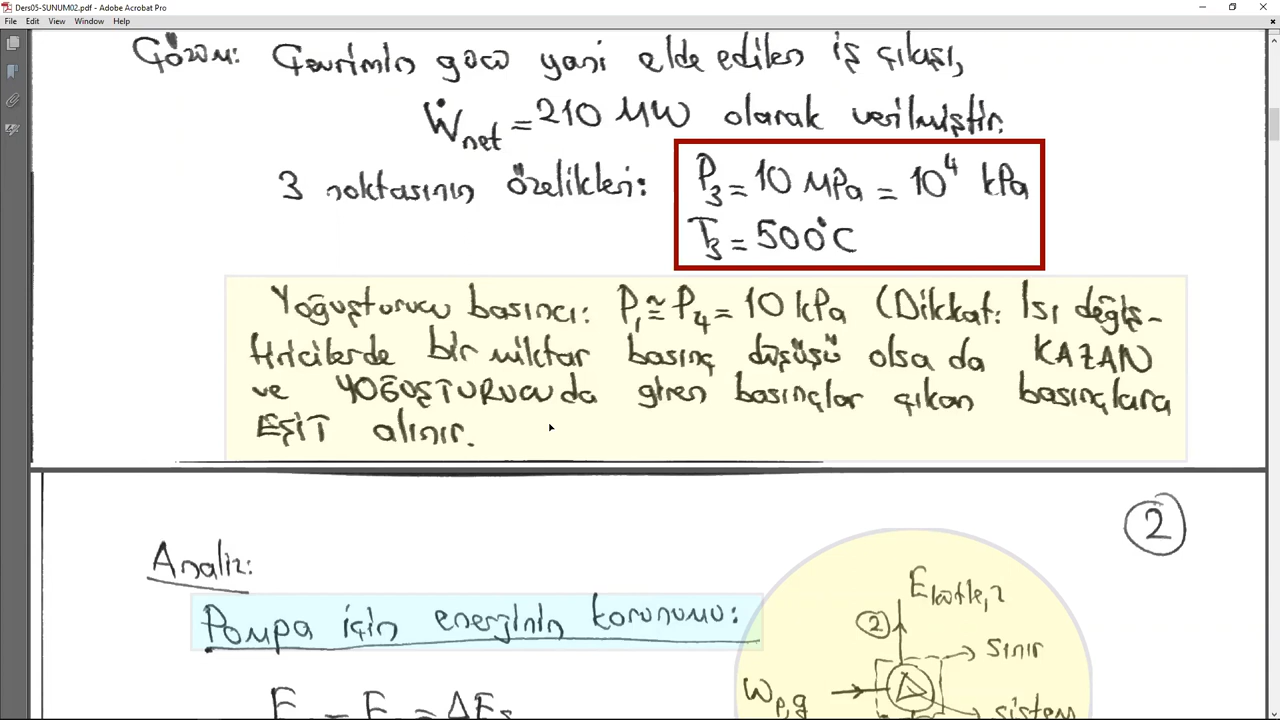 Ders05-SUNUM02.pdf - Adobe Acrobat Pro
File Edit View Window Help
Çözüm: Çevrimin gücü yani elde edilen iş çıkışı,
Ẇnet = 210 MW olarak verilmiştir.
3 noktasının özelikleri: P3 = 10 MPa = 10⁴ kPa
T3 = 500°C
Yoğuşturucu basıncı: P1 ≅ P4 = 10 kPa (Dikkat: Isı değiş-
tiricilerde bir miktar basınç düşüşü olsa da KAZAN
ve YOĞUŞTURUCUda giren basınçlar çıkan basınçlara
EŞİT alınır.
2
Analiz:
Pompa için enerjinin korunumu:
Ekütle,2
2
sınır
Wp,g
sistem
E - E = ΔEs